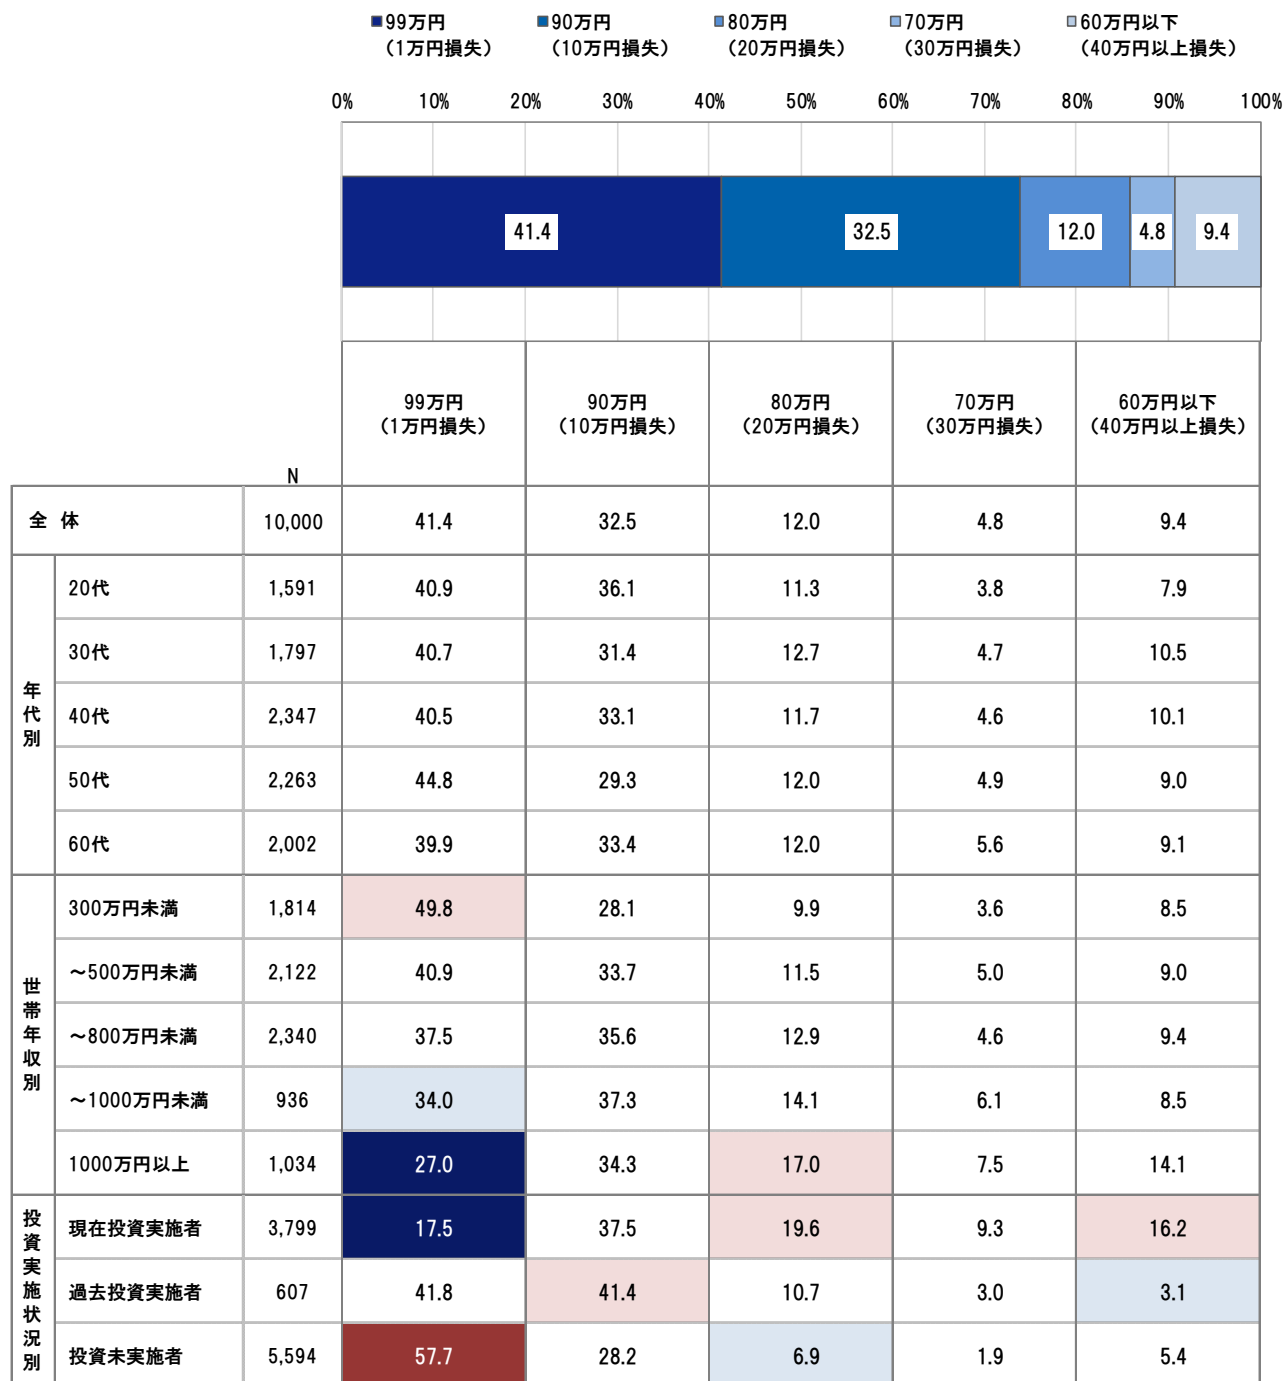 ■99万円 ■90万円 ■80万円 □70万円 □60万円以下
（1万円損失） （10万円損失） （20万円損失） （30万円損失） （40万円以上損失）
0% 10% 20% 30% 40% 50% 60% 70% 80% 90% 100%
41.4 32.5 12.0 4.8 9.4
99万円 90万円 80万円 70万円 60万円以下
（1万円損失） （10万円損失） （20万円損失） （30万円損失） （40万円以上損失）
N
全 体 10,000 41.4 32.5 12.0 4.8 9.4
年代別
20代 1,591 40.9 36.1 11.3 3.8 7.9
30代 1,797 40.7 31.4 12.7 4.7 10.5
40代 2,347 40.5 33.1 11.7 4.6 10.1
50代 2,263 44.8 29.3 12.0 4.9 9.0
60代 2,002 39.9 33.4 12.0 5.6 9.1
世帯年収別
300万円未満 1,814 49.8 28.1 9.9 3.6 8.5
～500万円未満 2,122 40.9 33.7 11.5 5.0 9.0
～800万円未満 2,340 37.5 35.6 12.9 4.6 9.4
～1000万円未満 936 34.0 37.3 14.1 6.1 8.5
1000万円以上 1,034 27.0 34.3 17.0 7.5 14.1
投資実施状況別
現在投資実施者 3,799 17.5 37.5 19.6 9.3 16.2
過去投資実施者 607 41.8 41.4 10.7 3.0 3.1
投資未実施者 5,594 57.7 28.2 6.9 1.9 5.4